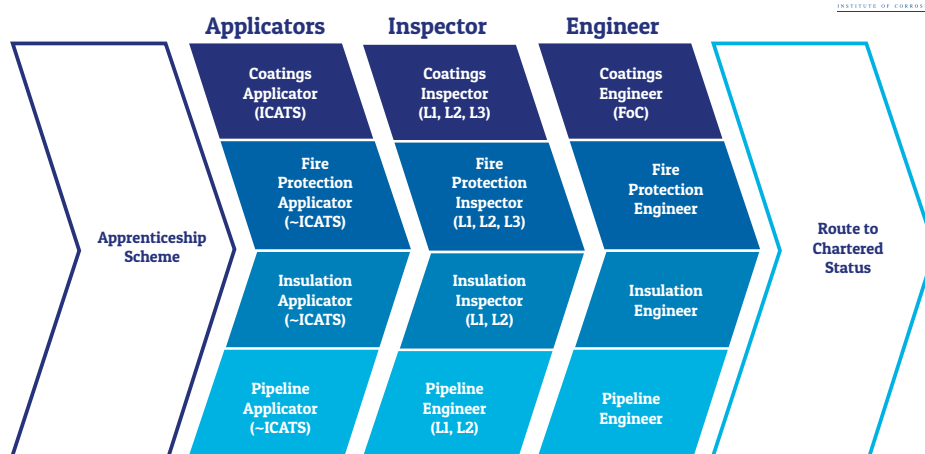 INSTITUTE OF CORROS
Applicators
Inspector
Engineer
Apprenticeship
Scheme
Coatings
Applicator
(ICATS)
Fire
Protection
Applicator
(~ICATS)
Insulation
Applicator
(~ICATS)
Pipeline
Applicator
(~ICATS)
Coatings
Inspector
(L1, L2, L3)
Fire
Protection
Inspector
(L1, L2, L3)
Insulation
Inspector
(L1, L2)
Pipeline
Engineer
(L1, L2)
Coatings
Engineer
(FoC)
Fire
Protection
Engineer
Insulation
Engineer
Pipeline
Engineer
Route to
Chartered
Status